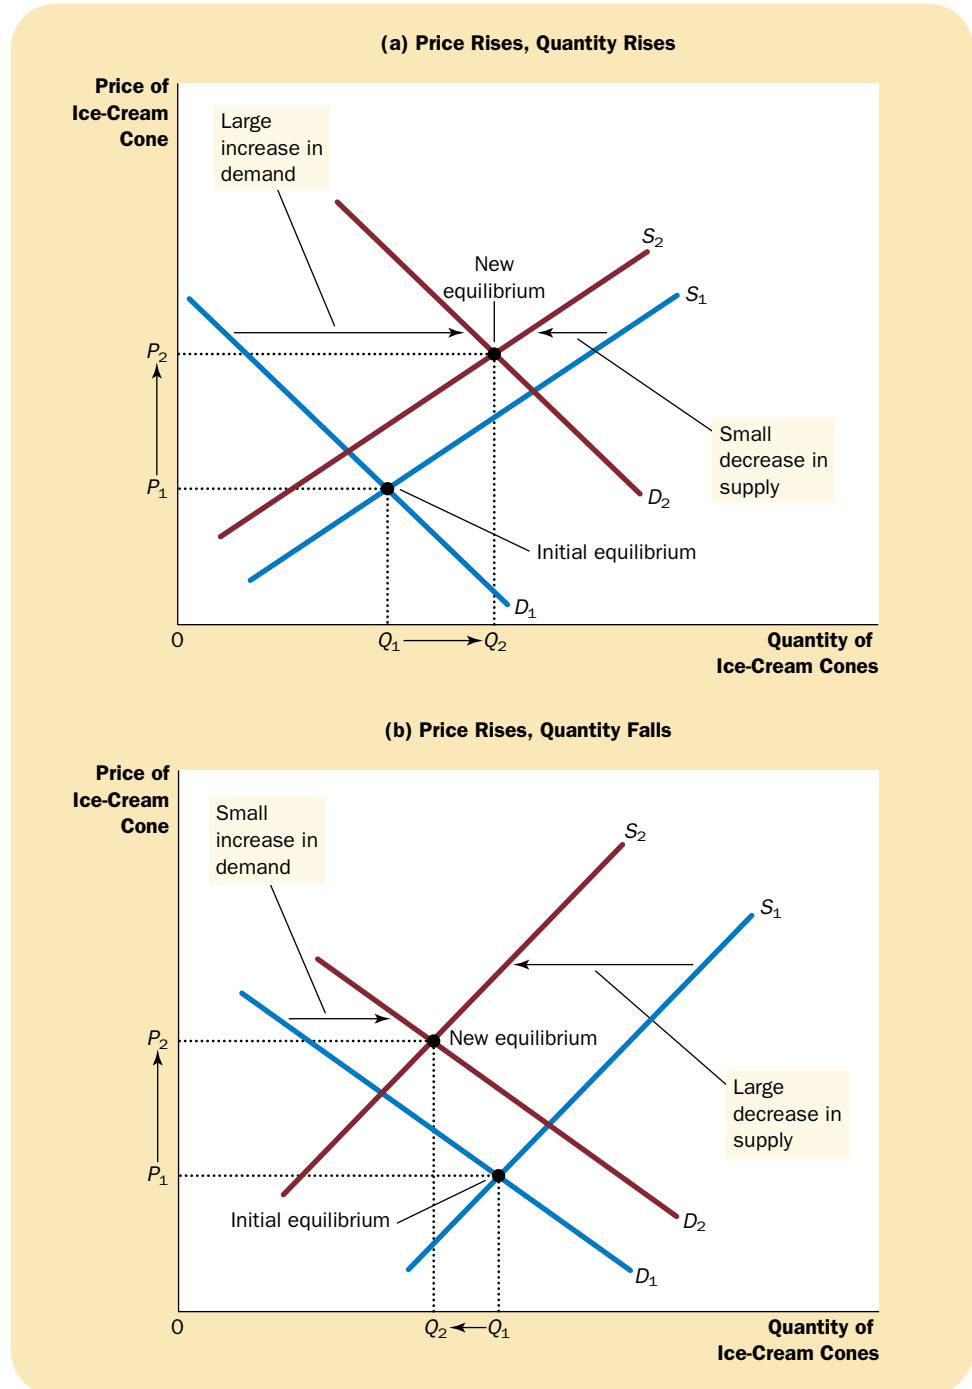 (a) Price Rises, Quantity Rises
Price of
Ice-Cream
Cone
Large
increase in
demand
S2
New
equilibrium
S1
P2
Small
decrease in
supply
P1
D2
Initial equilibrium
D1
0
Q1
Q2
Quantity of
Ice-Cream Cones
(b) Price Rises, Quantity Falls
Price of
Ice-Cream
Cone
Small
increase in
demand
S2
S1
P2
New equilibrium
Large
decrease in
supply
P1
Initial equilibrium
D2
D1
0
Q2
Q1
Quantity of
Ice-Cream Cones